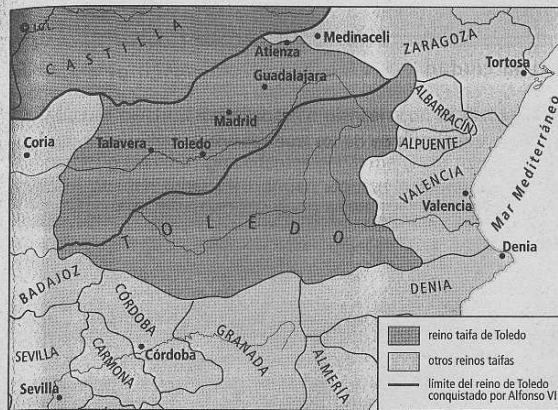 CASTILLA
Medinaceli
Atienza
ZARAGOZA
Guadalajara
Tortosa
ALBARRACÍN
Madrid
Coria
Talavera
Toledo
ALPUENTE
VALENCIA
Valencia
Mar Mediterráneo
TOLEDO
Denia
BADAJOZ
DENIA
CÓRDOBA
GRANADA
SEVILLA
CARMONA
Córdoba
ALMERÍA
Sevilla
reino taifa de Toledo
otros reinos taifas
límite del reino de Toledo
conquistado por Alfonso VI